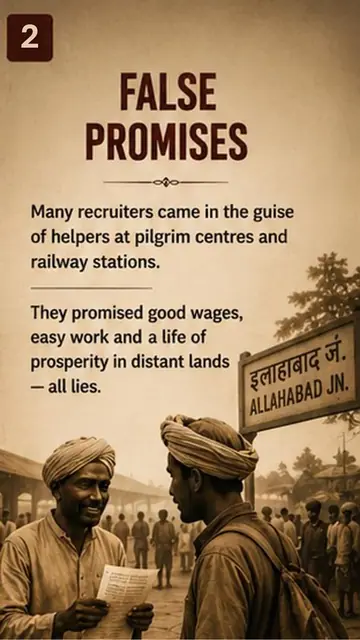 2
FALSE
PROMISES
Many recruiters came in the guise
of helpers at pilgrim centres and
railway stations.
They promised good wages,
easy work and a life of
prosperity in distant lands
— all lies.
इलाहाबाद जं.
ALLAHABAD JN.